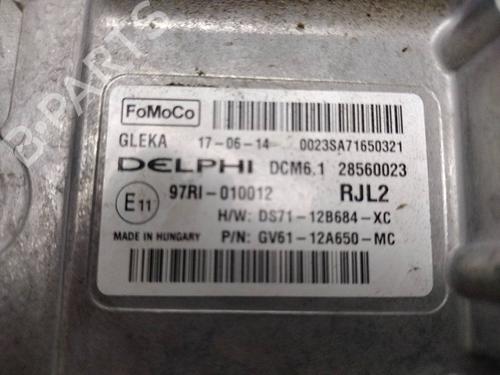 B-PARTS
FoMoCo
GLEKA 17-06-14 0023SA71650321
DELPHI DCM6.1 28560023
E11 97RI-010012 RJL2
H/W: DS71-12B684-XC
MADE IN HUNGARY P/N: GV61-12A650-MC